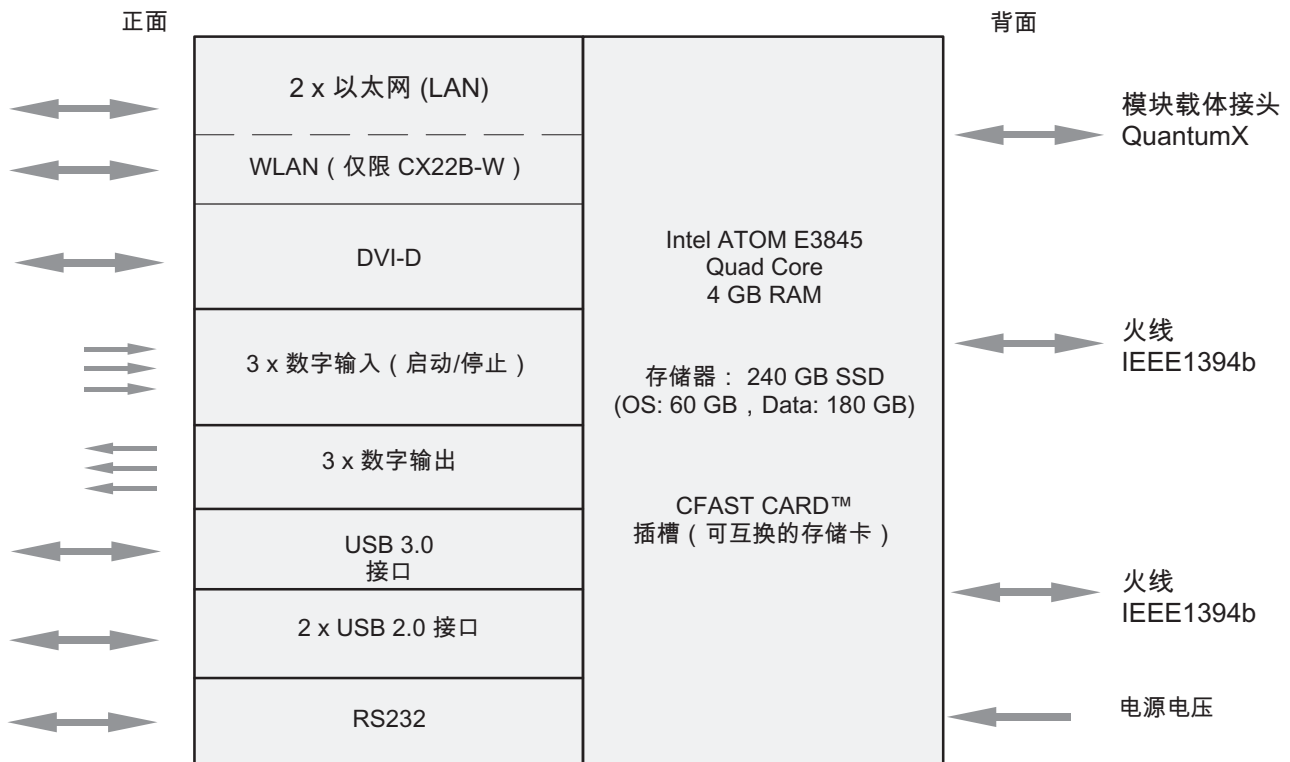 正面
背面
2 x 以太网 (LAN)
WLAN（仅限 CX22B-W）
DVI-D
3 x 数字输入（启动/停止）
3 x 数字输出
USB 3.0
接口
2 x USB 2.0 接口
RS232
Intel ATOM E3845
Quad Core
4 GB RAM
存储器： 240 GB SSD
(OS: 60 GB，Data: 180 GB)
CFAST CARD™
插槽（可互换的存储卡）
模块载体接头
QuantumX
火线
IEEE1394b
火线
IEEE1394b
电源电压